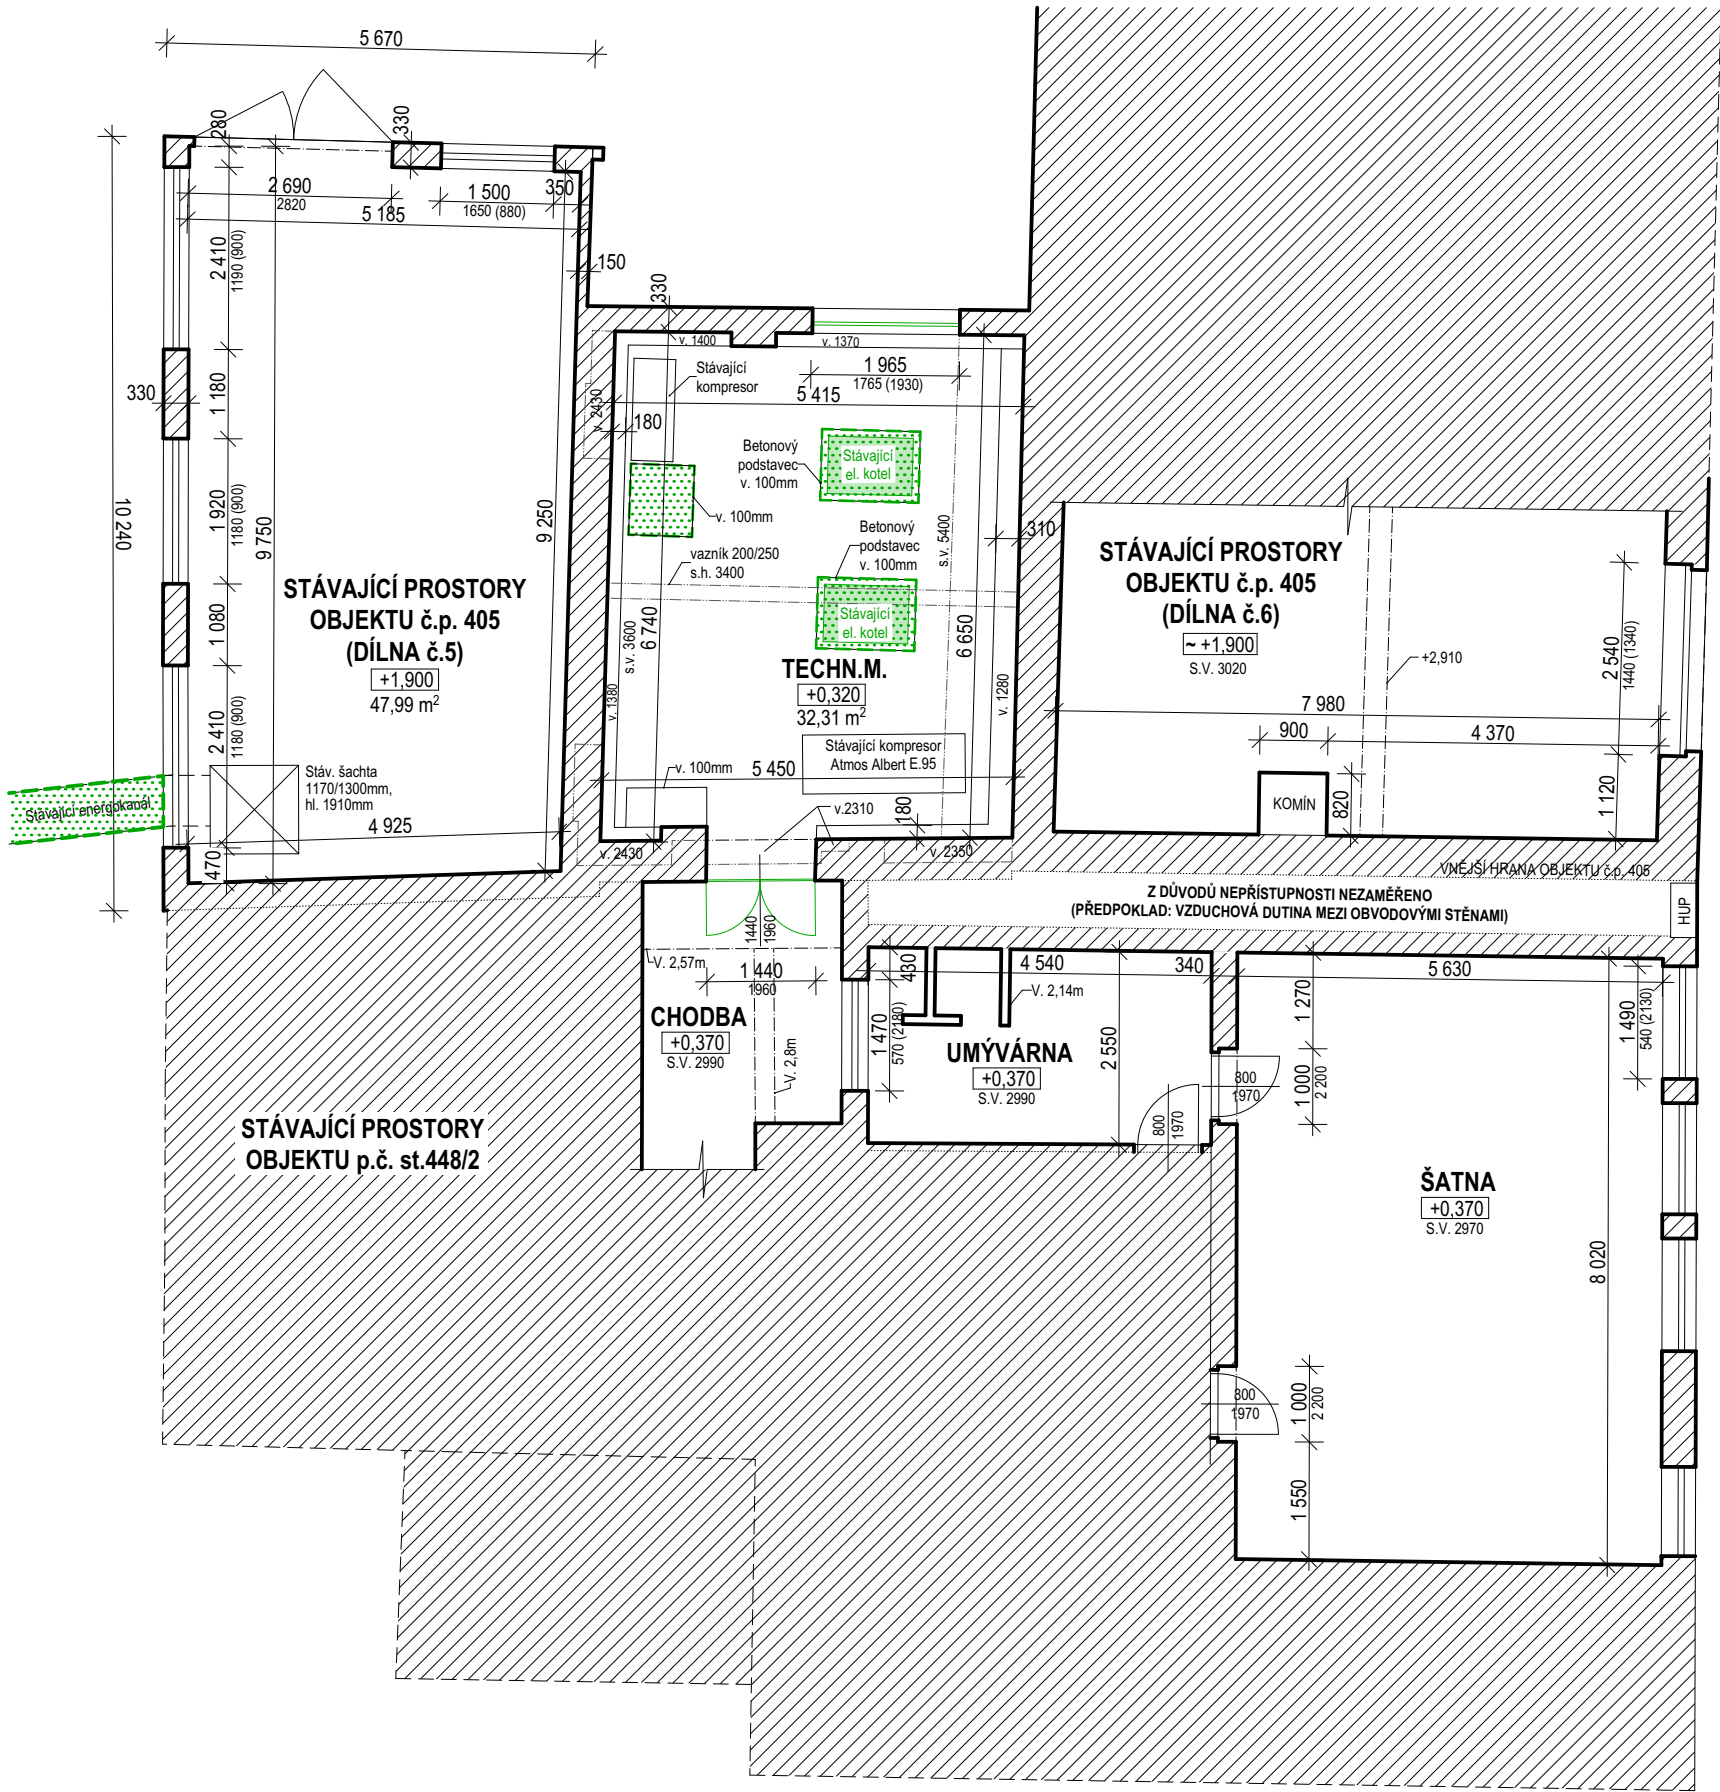 5 670
280
330
2 690
2820
1 500
1650 (880)
350
5 185
2 410
1190 (900)
150
330
1 180
330
1 920
1180 (900)
9 750
9 250
10 240
1 080
2 410
1180 (900)
STÁVAJÍCÍ PROSTORY
OBJEKTU č.p. 405
(DÍLNA č.5)
+1,900
47,99 m²
Stáv. šachta
1170/1300mm,
hl. 1910mm
Stávající energokanál
4 925
470
v. 1400
v. 1370
Stávající
kompresor
1 965
1765 (1930)
5 415
v. 2430
180
Betonový
podstavec
v. 100mm
Stávající
el. kotel
v. 100mm
Betonový
podstavec
v. 100mm
s.v. 5400
310
vazník 200/250
s.h. 3400
Stávající
el. kotel
s.v. 3600
6 740
6 650
TECHN.M.
+0,320
32,31 m²
v. 1380
v. 1280
Stávající kompresor
Atmos Albert E.95
v. 100mm
5 450
v.2310
180
v. 2430
v. 2350
STÁVAJÍCÍ PROSTORY
OBJEKTU č.p. 405
(DÍLNA č.6)
~ +1,900
S.V. 3020
+2,910
2 540
1440 (1340)
7 980
900
4 370
KOMÍN
820
1 120
VNĚJŠÍ HRANA OBJEKTU č.p. 405
Z DŮVODŮ NEPŘÍSTUPNOSTI NEZAMĚŘENO
(PŘEDPOKLAD: VZDUCHOVÁ DUTINA MEZI OBVODOVÝMI STĚNAMI)
HUP
1440
1960
V. 2,57m
1 440
1960
CHODBA
+0,370
S.V. 2990
V. 2,8m
430
4 540
340
V. 2,14m
1 470
570 (2180)
UMÝVÁRNA
+0,370
S.V. 2990
2 550
800
1970
5 630
1 270
1 490
540 (2130)
800
1970
1 000
2 200
ŠATNA
+0,370
S.V. 2970
8 020
800
1970
1 000
2 200
1 550
STÁVAJÍCÍ PROSTORY
OBJEKTU p.č. st.448/2